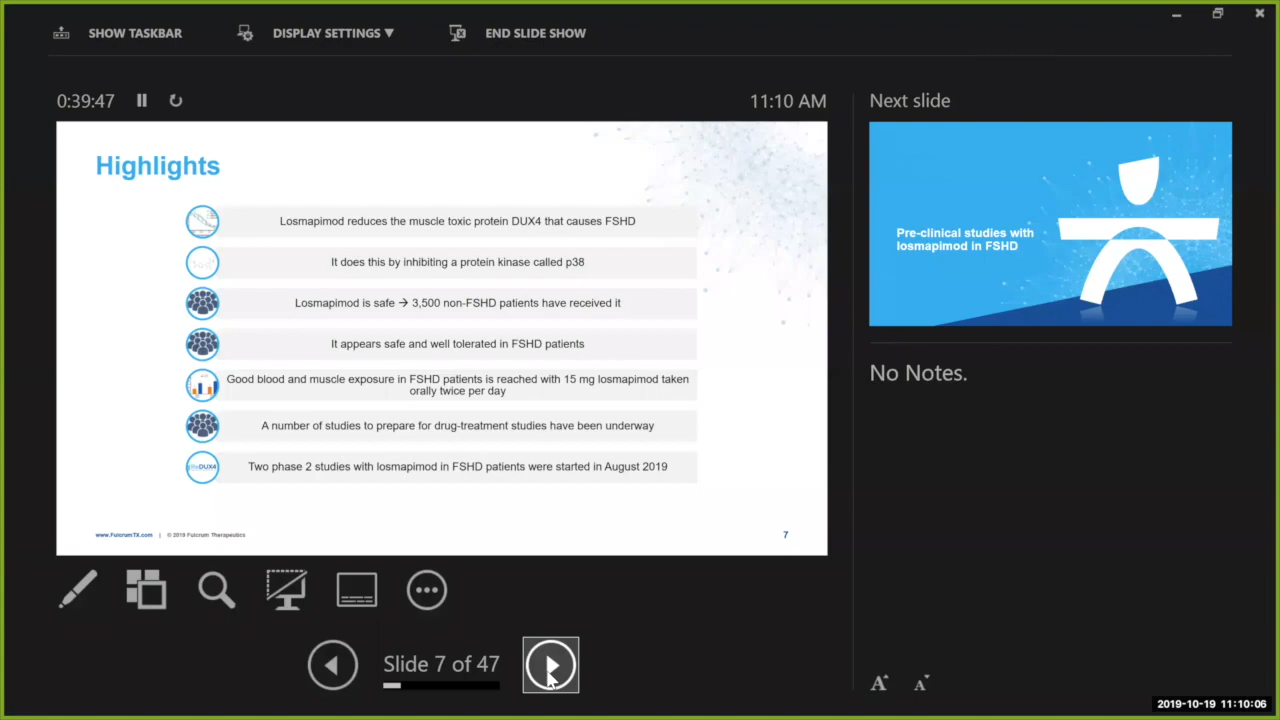 SHOW TASKBAR
DISPLAY SETTINGS ▼
END SLIDE SHOW
0:39:47
11:10 AM
Next slide
Highlights
Losmapimod reduces the muscle toxic protein DUX4 that causes FSHD
It does this by inhibiting a protein kinase called p38
Losmapimod is safe → 3,500 non-FSHD patients have received it
It appears safe and well tolerated in FSHD patients
Good blood and muscle exposure in FSHD patients is reached with 15 mg losmapimod taken
orally twice per day
A number of studies to prepare for drug-treatment studies have been underway
DUX4
Two phase 2 studies with losmapimod in FSHD patients were started in August 2019
www.FulcrumTX.com | © 2019 Fulcrum Therapeutics
7
Pre-clinical studies with
losmapimod in FSHD
No Notes.
Slide 7 of 47
A A
2019-10-19 11:10:06